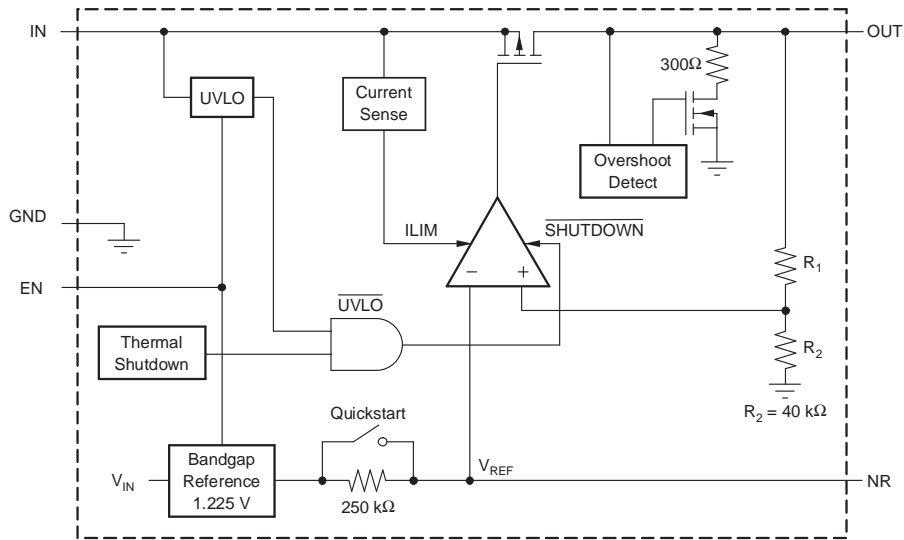 IN
OUT
300Ω
UVLO
Current
Sense
Overshoot
Detect
GND
ILIM
SHUTDOWN
− +
R1
EN
UVLO
Thermal
Shutdown
R2
R2 = 40 kΩ
Quickstart
VIN
Bandgap
Reference
1.225 V
250 kΩ
VREF
NR